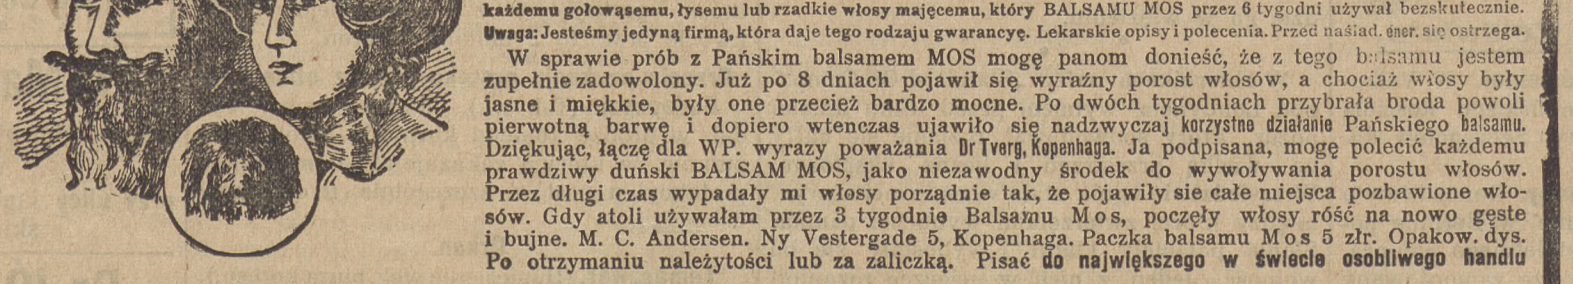 każdemu gołowąsemu, łysemu lub rzadkie włosy majęcemu, który BALSAMU MOS przez 6 tygodni używał bezskutecznie.
Uwaga: Jesteśmy jedyną firmą, która daje tego rodzaju gwarancyę. Lekarskie opisy i polecenia. Przed naśiad. ener. się ostrzega.
W sprawie prób z Pańskim balsamem MOS mogę panom donieść, że z tego balsamu jestem
zupełnie zadowolony. Już po 8 dniach pojawił się wyraźny porost włosów, a chociaż włosy były
jasne i miękkie, były one przecież bardzo mocne. Po dwóch tygodniach przybrała broda powoli
pierwotną barwę i dopiero wtenczas ujawiło się nadzwyczaj korzystne działanie Pańskiego balsamu.
Dziękując, łączę dla WP. wyrazy poważania Dr Tverg, Kopenhaga. Ja podpisana, mogę polecić każdemu
prawdziwy duński BALSAM MOS, jako niezawodny środek do wywoływania porostu włosów.
Przez długi czas wypadały mi włosy porządnie tak, że pojawiły sie całe miejsca pozbawione wło-
sów. Gdy atoli używałam przez 3 tygodnie Balsamu Mos, poczęły włosy róść na nowo gęste
i bujne. M. C. Andersen. Ny Vestergade 5, Kopenhaga. Paczka balsamu Mos 5 złr. Opakow. dys.
Po otrzymaniu należytości lub za zaliczką. Pisać do największego w świecie osobliwego handlu